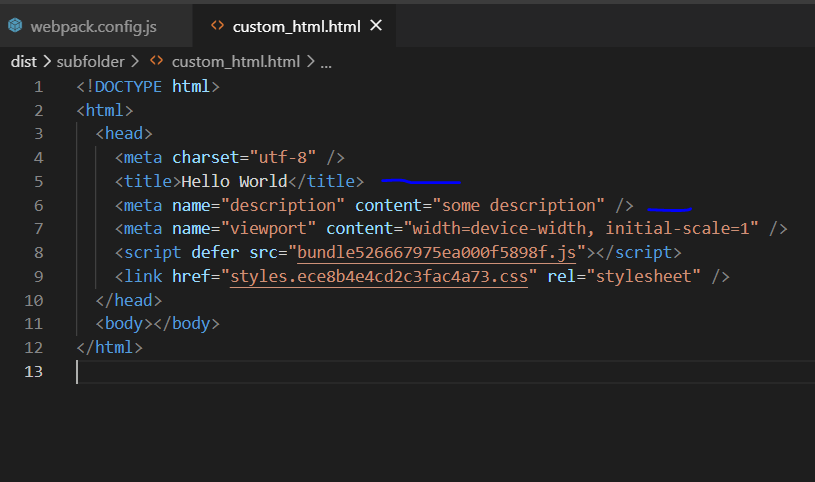 webpack.config.js
custom_html.html
dist > subfolder > custom_html.html > ...
1 <!DOCTYPE html>
2 <html>
3 <head>
4 <meta charset="utf-8" />
5 <title>Hello World</title>
6 <meta name="description" content="some description" />
7 <meta name="viewport" content="width=device-width, initial-scale=1" />
8 <script defer src="bundle526667975ea000f5898f.js"></script>
9 <link href="styles.ece8b4e4cd2c3fac4a73.css" rel="stylesheet" />
10 </head>
11 <body></body>
12 </html>
13